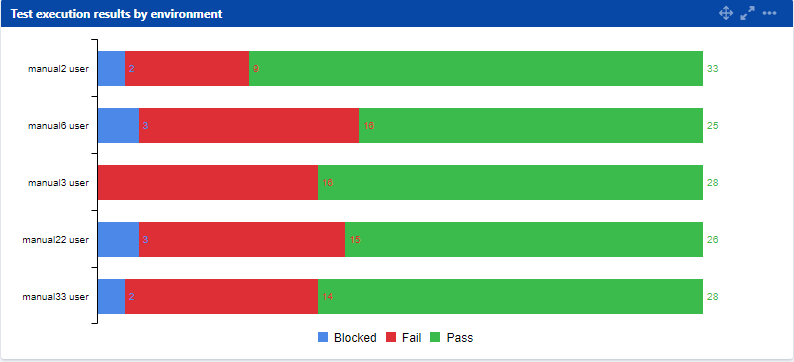 Test execution results by environment
manual2 user 2 9 33
manual6 user 3 16 25
manual3 user 16 28
manual22 user 3 15 26
manual33 user 2 14 28
Blocked Fail Pass